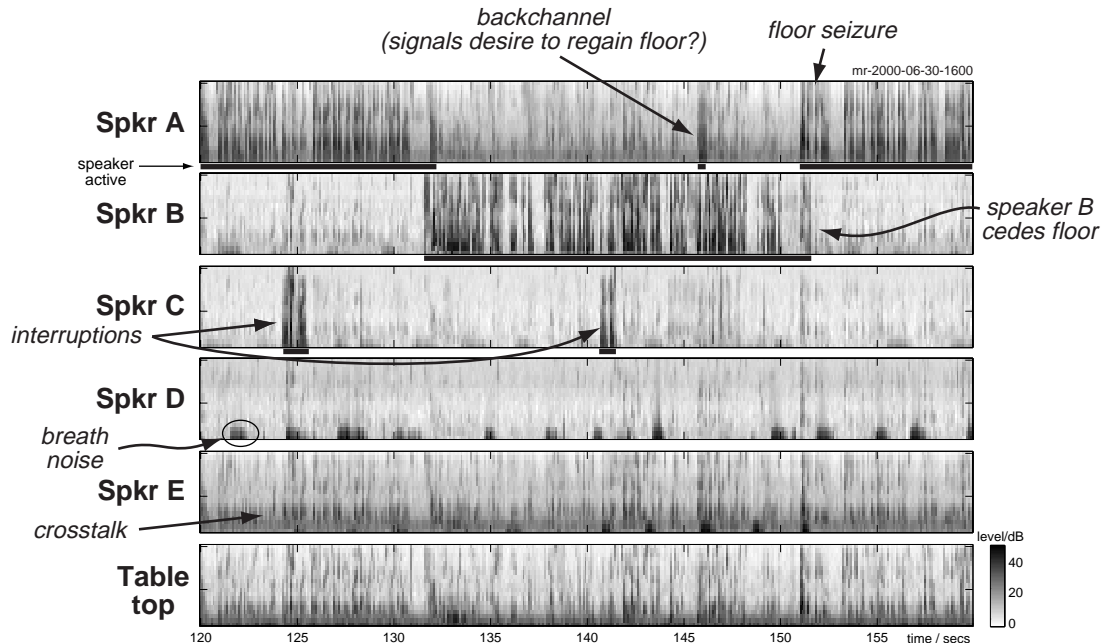 backchannel
(signals desire to regain floor?)
floor seizure
mr-2000-06-30-1600
Spkr A
speaker
active
Spkr B
speaker B
cedes floor
Spkr C
interruptions
Spkr D
breath
noise
Spkr E
crosstalk
level/dB
40
20
0
Table
top
120 125 130 135 140 145 150 155 time / secs